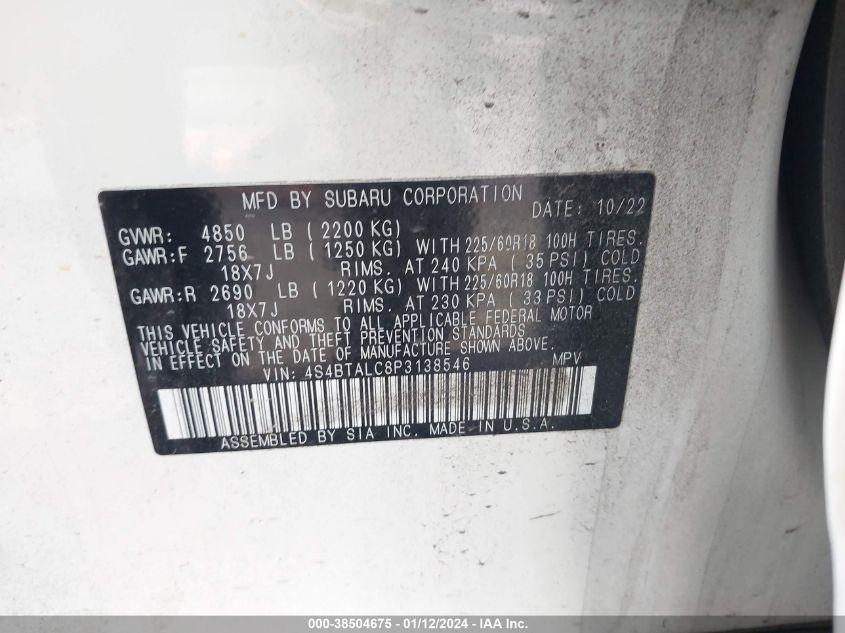 MFD BY SUBARU CORPORATION DATE: 10/22
GVWR: 4850 LB (2200 KG)
GAWR:F 2756 LB (1250 KG) WITH 225/60R18 100H TIRES.
18X7J RIMS. AT 240 KPA (35 PSI) COLD
GAWR:R 2690 LB (1220 KG) WITH 225/60R18 100H TIRES.
18X7J RIMS. AT 230 KPA (33 PSI) COLD
THIS VEHICLE CONFORMS TO ALL APPLICABLE FEDERAL MOTOR
VEHICLE SAFETY AND THEFT PREVENTION STANDARDS
IN EFFECT ON THE DATE OF MANUFACTURE SHOWN ABOVE.
VIN: 4S4BTALC8P3138546 MPV
ASSEMBLED BY SIA INC. MADE IN U.S.A.
000-38504675 - 01/12/2024 - IAA Inc.